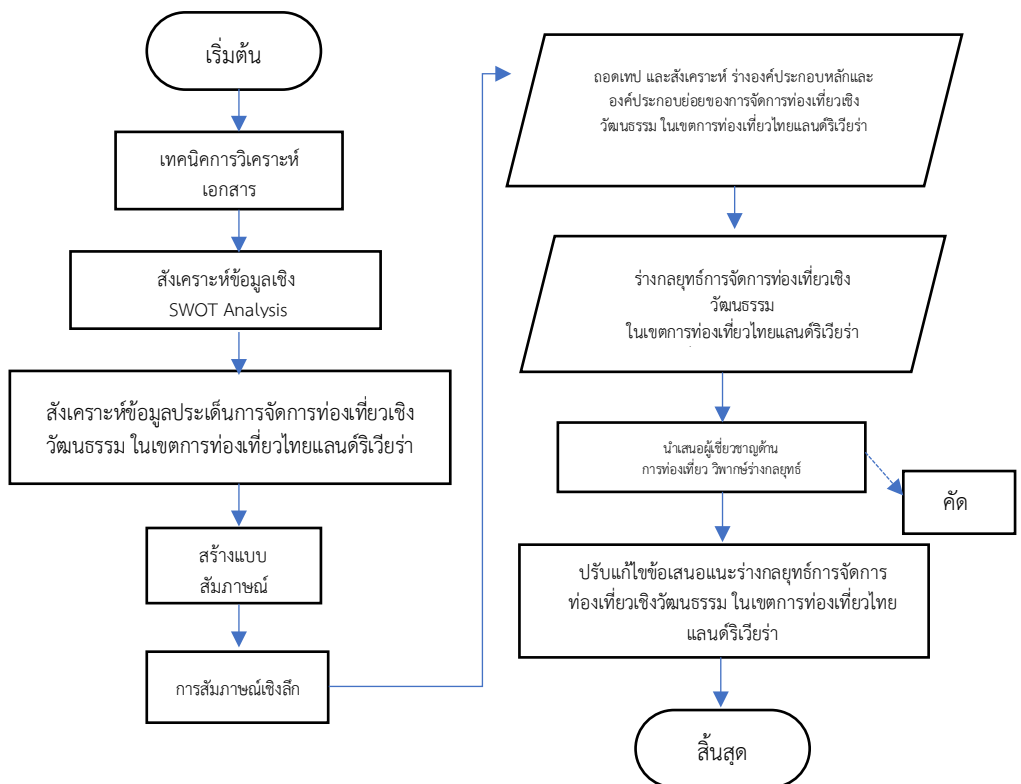 เริ่มต้น
เทคนิคการวิเคราะห์
เอกสาร
สังเคราะห์ข้อมูลเชิง
SWOT Analysis
สังเคราะห์ข้อมูลประเด็นการจัดการท่องเที่ยวเชิง
วัฒนธรรม ในเขตการท่องเที่ยวไทยแลนด์ริเวียร่า
สร้างแบบ
สัมภาษณ์
การสัมภาษณ์เชิงลึก
ถอดเทป และสังเคราะห์ ร่างองค์ประกอบหลักและ
องค์ประกอบย่อยของการจัดการท่องเที่ยวเชิง
วัฒนธรรม ในเขตการท่องเที่ยวไทยแลนด์ริเวียร่า
ร่างกลยุทธ์การจัดการท่องเที่ยวเชิง
วัฒนธรรม
ในเขตการท่องเที่ยวไทยแลนด์ริเวียร่า
นำเสนอผู้เชี่ยวชาญด้าน
การท่องเที่ยว วิพากษ์ร่างกลยุทธ์
คัด
ปรับแก้ไขข้อเสนอแนะร่างกลยุทธ์การจัดการ
ท่องเที่ยวเชิงวัฒนธรรม ในเขตการท่องเที่ยวไทย
แลนด์ริเวียร่า
สิ้นสุด